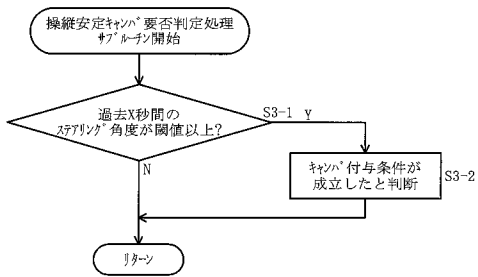 操縦安定ｷｬﾝﾊﾞ要否判定処理
ｻﾌﾞﾙｰﾁﾝ開始
過去X秒間の
ｽﾃｱﾘﾝｸﾞ角度が閾値以上?
S3-1
Y
N
ｷｬﾝﾊﾞ付与条件が
成立したと判断
S3-2
ﾘﾀｰﾝ